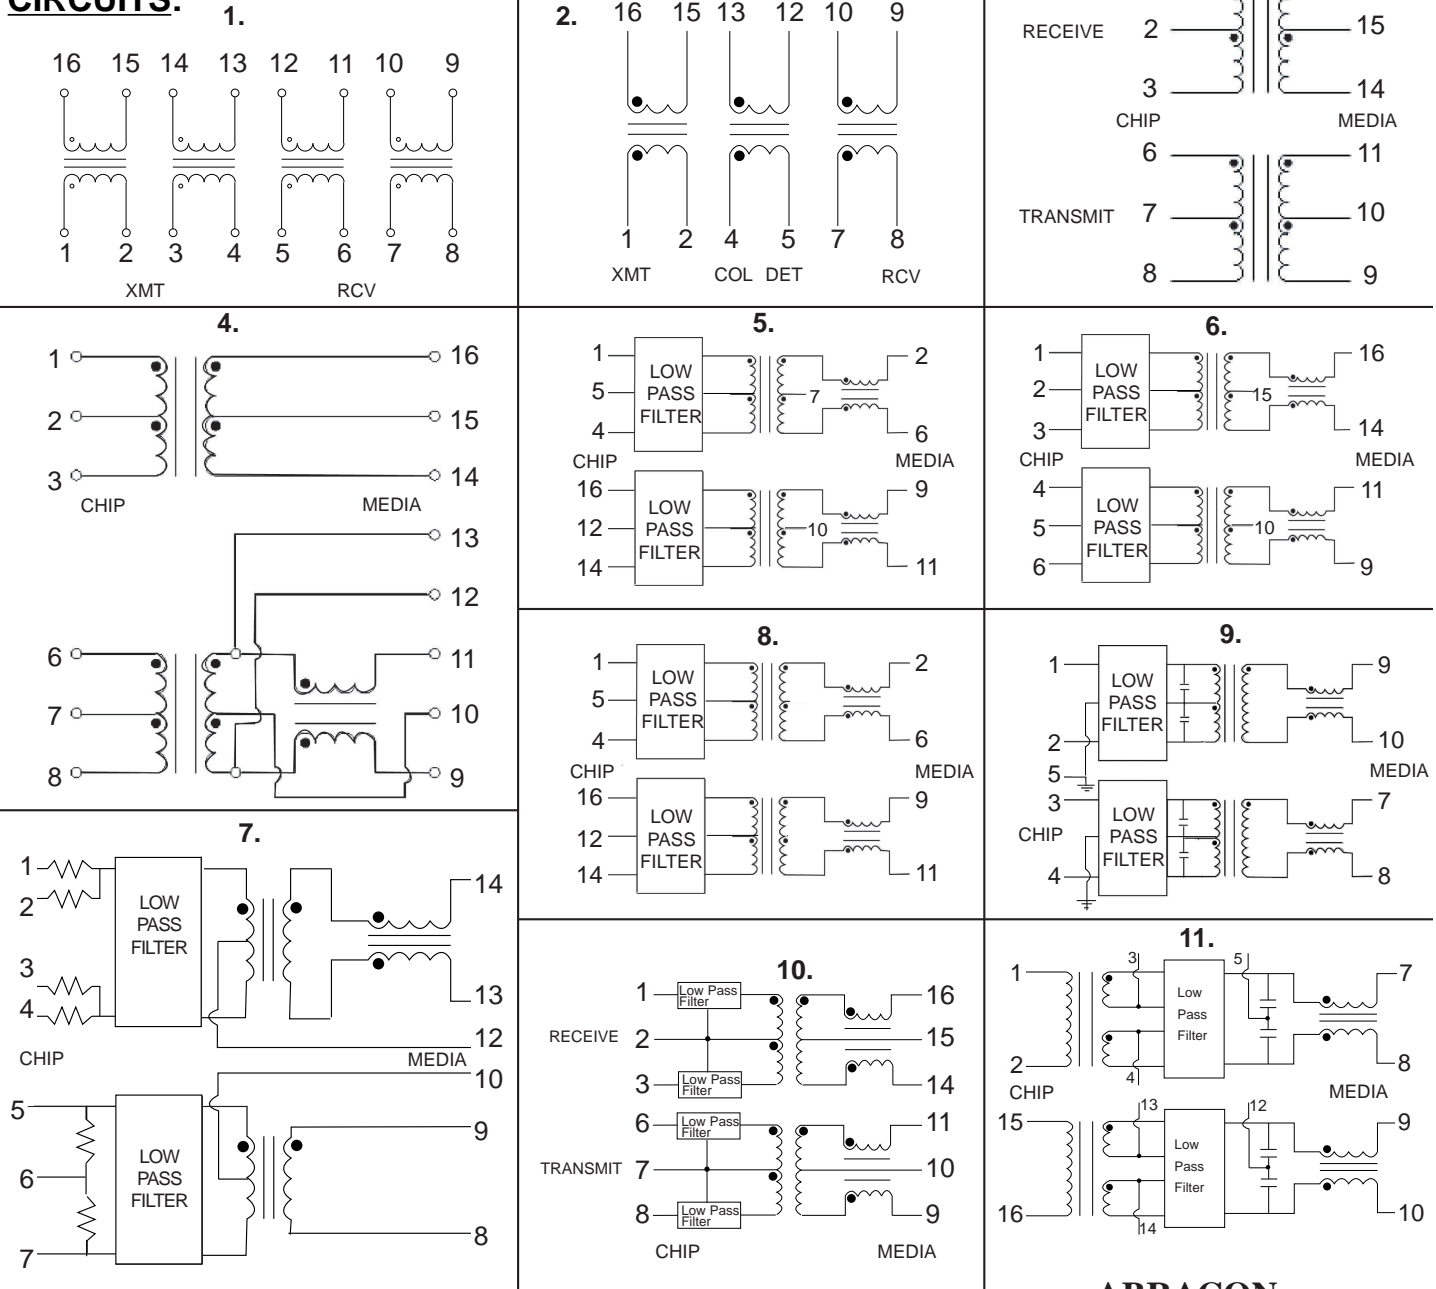 CIRCUITS:
1.
16 15 14 13 12 11 10 9
1 2 3 4 5 6 7 8
XMT RCV
2.
16 15 13 12 10 9
1 2 4 5 7 8
XMT COL DET RCV
RECEIVE 2 15
3 14
CHIP MEDIA
6 11
TRANSMIT 7 10
8 9
4.
1 16
2 15
3 14
CHIP MEDIA
13
12
6 11
7 10
8 9
5.
1 LOW 2
5 PASS 7
4 FILTER 6
CHIP MEDIA
16 LOW 9
12 PASS 10
14 FILTER 11
6.
1 LOW 16
2 PASS 15
3 FILTER 14
CHIP MEDIA
4 LOW 11
5 PASS 10
6 FILTER 9
7.
1 14
2 LOW
PASS
FILTER
3 13
4 12
CHIP MEDIA
10
5 9
LOW
6 PASS
FILTER
7 8
8.
1 LOW 2
5 PASS
4 FILTER 6
CHIP MEDIA
16 LOW 9
12 PASS
14 FILTER 11
9.
1 LOW 9
PASS
2 FILTER 10
5 MEDIA
3 LOW 7
CHIP PASS
4 FILTER 8
10.
1 Low Pass 16
Filter
RECEIVE 2 15
3 Low Pass 14
Filter
6 Low Pass 11
Filter
TRANSMIT 7 10
8 Low Pass 9
Filter
CHIP MEDIA
11.
3 5
1 Low 7
Pass
Filter
2 4 8
CHIP MEDIA
13 12
15 Low 9
Pass
Filter
16 14 10
ABRACON